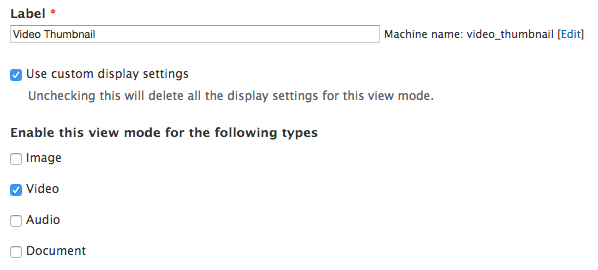 Label *
Video Thumbnail Machine name: video_thumbnail [Edit]
Use custom display settings
Unchecking this will delete all the display settings for this view mode.
Enable this view mode for the following types
Image
Video
Audio
Document